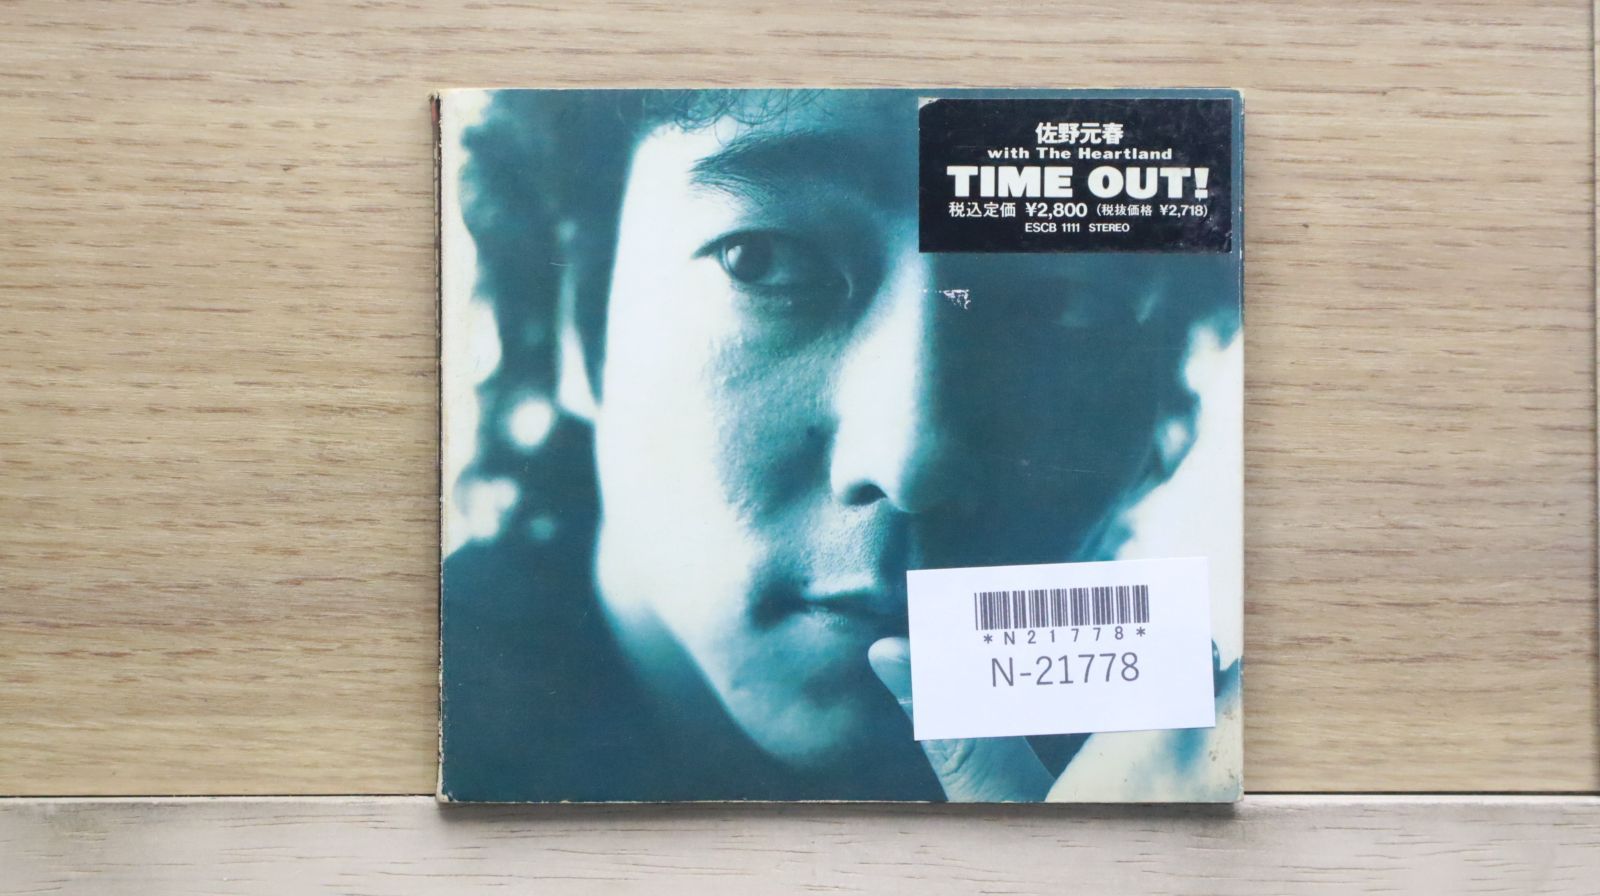 佐野元春
with The Heartland
TIME OUT!
税込定価 ¥2,800 (税抜価格 ¥2,718)
ESCB 1111 STEREO
*N21778*
N-21778